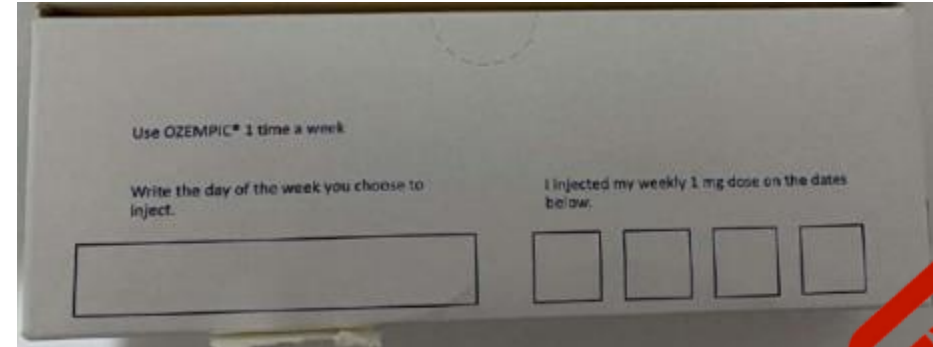 Use OZEMPIC® 1 time a week
Write the day of the week you choose to
inject.
I injected my weekly 1 mg dose on the dates
below.